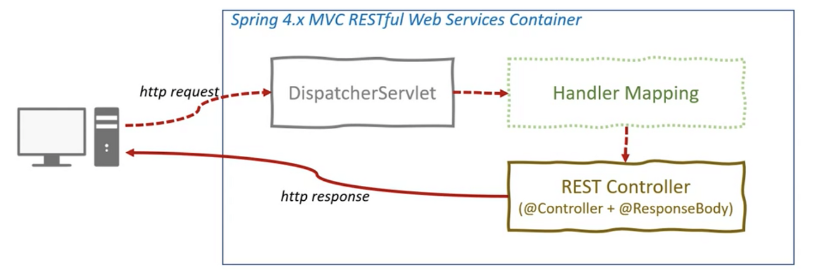 Spring 4.x MVC RESTful Web Services Container
http request
DispatcherServlet
Handler Mapping
REST Controller
(@Controller + @ResponseBody)
http response